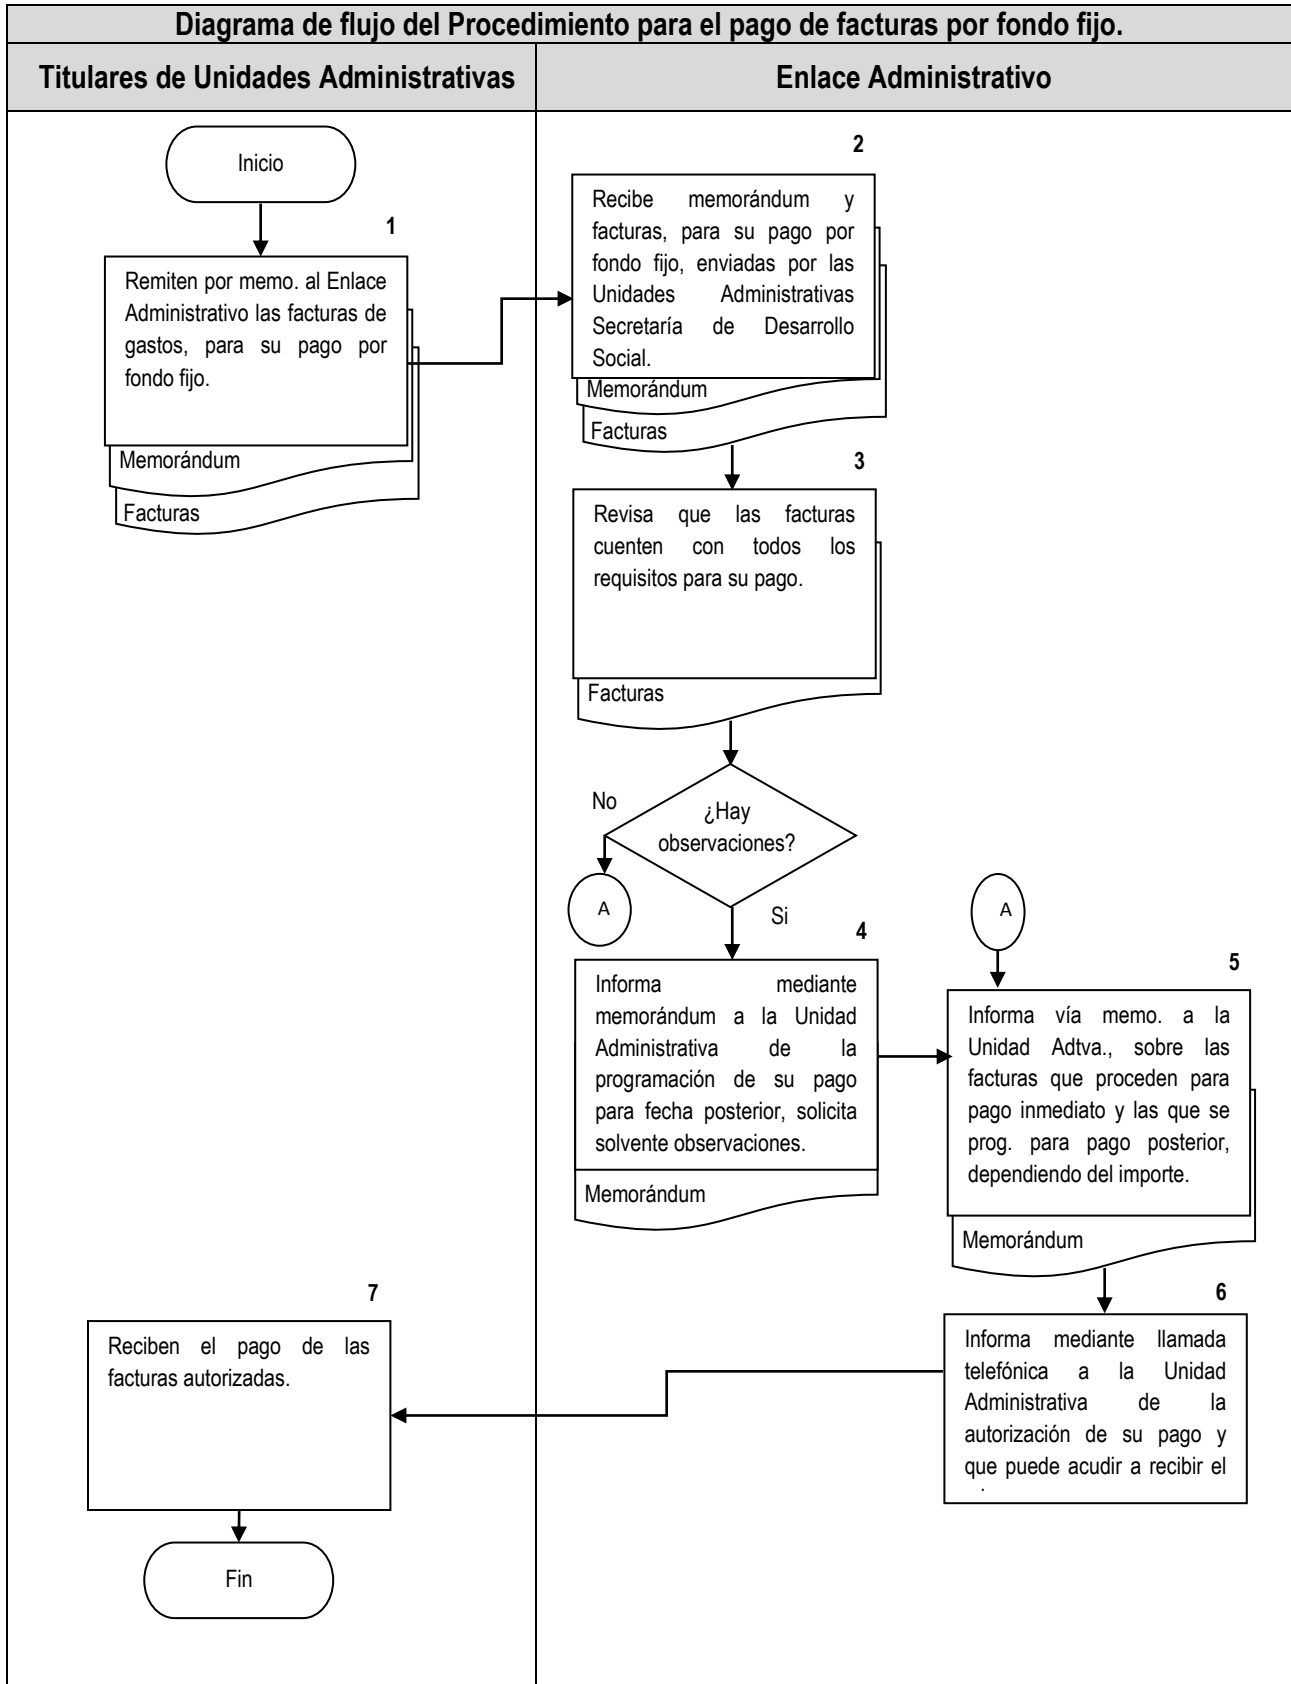 Diagrama de flujo del Procedimiento para el pago de facturas por fondo fijo.
Titulares de Unidades Administrativas
Enlace Administrativo
Inicio
1
Remiten por memo. al Enlace
Administrativo las facturas de
gastos, para su pago por
fondo fijo.
Memorándum
Facturas
2
Recibe memorándum y
facturas, para su pago por
fondo fijo, enviadas por las
Unidades Administrativas
Secretaría de Desarrollo
Social.
Memorándum
Facturas
3
Revisa que las facturas
cuenten con todos los
requisitos para su pago.
Facturas
No
¿Hay
observaciones?
A
Si
4
Informa mediante
memorándum a la Unidad
Administrativa de la
programación de su pago
para fecha posterior, solicita
solvente observaciones.
Memorándum
A
5
Informa vía memo. a la
Unidad Adtva., sobre las
facturas que proceden para
pago inmediato y las que se
prog. para pago posterior,
dependiendo del importe.
Memorándum
6
Informa mediante llamada
telefónica a la Unidad
Administrativa de la
autorización de su pago y
que puede acudir a recibir el
7
Reciben el pago de las
facturas autorizadas.
Fin